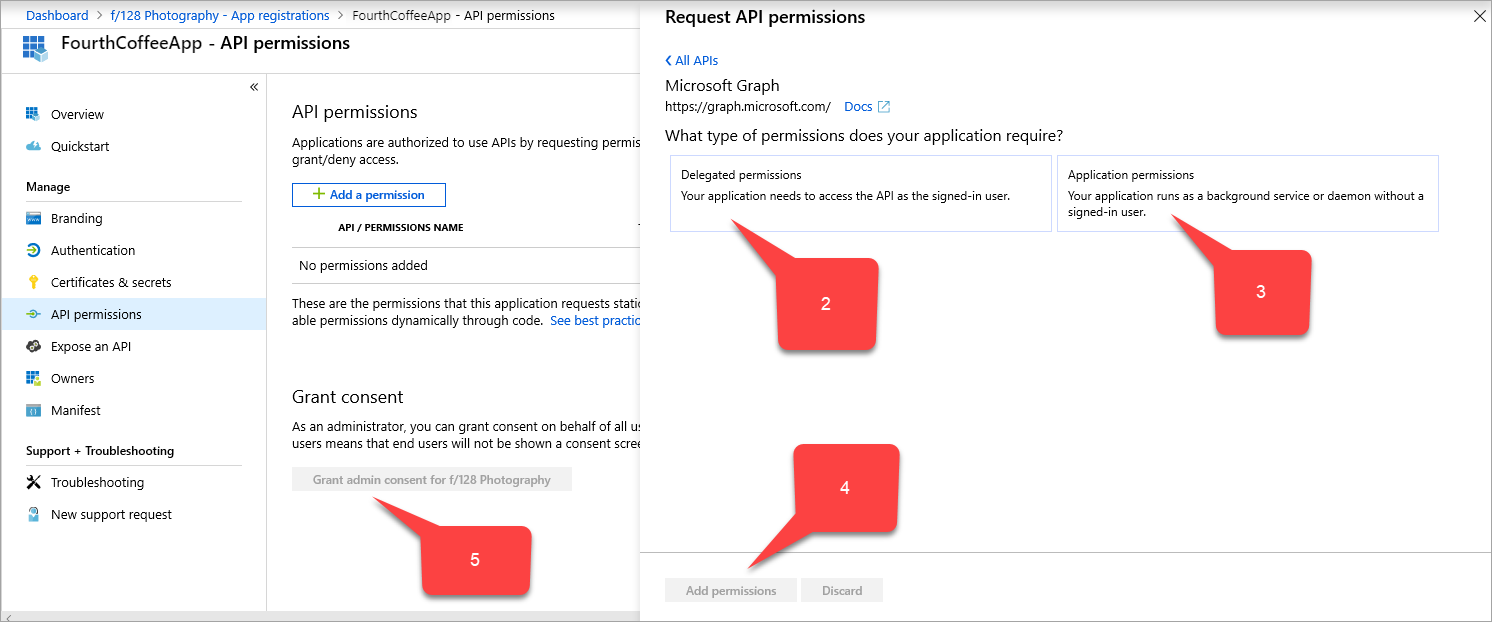 Dashboard > f/128 Photography - App registrations > FourthCoffeeApp - API permissions
FourthCoffeeApp - API permissions
«
Overview
Quickstart
Manage
Branding
Authentication
Certificates & secrets
API permissions
Expose an API
Owners
Manifest
Support + Troubleshooting
Troubleshooting
New support request
API permissions
Applications are authorized to use APIs by requesting permis
grant/deny access.
+ Add a permission
API / PERMISSIONS NAME
No permissions added
These are the permissions that this application requests static
able permissions dynamically through code. See best practic
Grant consent
As an administrator, you can grant consent on behalf of all us
users means that end users will not be shown a consent scree
Grant admin consent for f/128 Photography
5
Request API permissions
< All APIs
Microsoft Graph
https://graph.microsoft.com/ Docs
What type of permissions does your application require?
Delegated permissions
Your application needs to access the API as the signed-in user.
Application permissions
Your application runs as a background service or daemon without a
signed-in user.
2
3
4
Add permissions
Discard